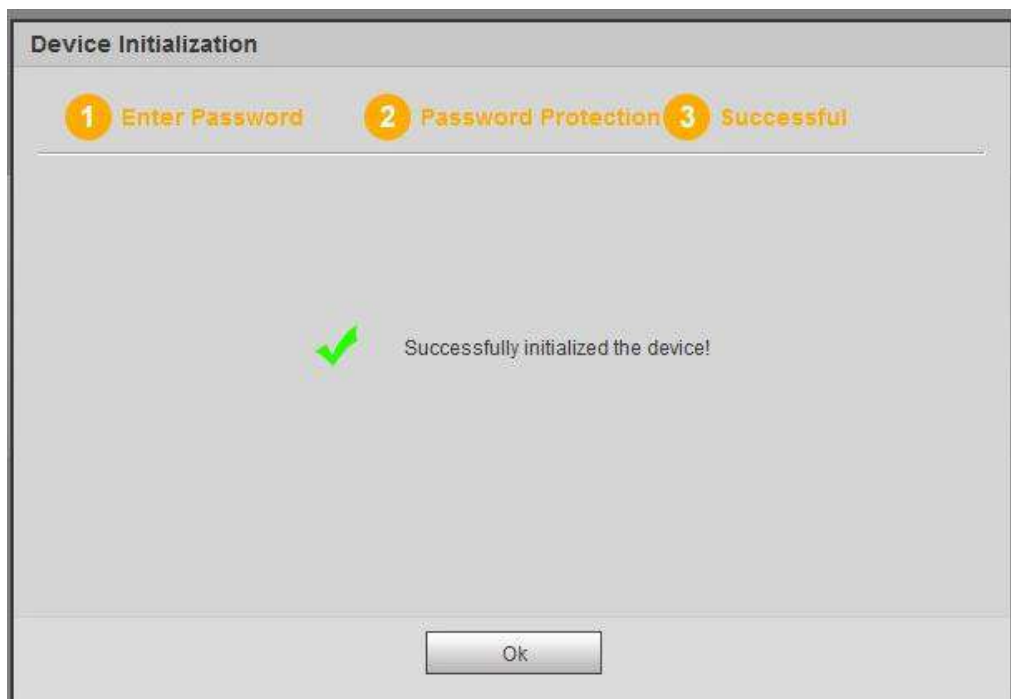 Device Initialization
1 Enter Password 2 Password Protection 3 Successful
Successfully initialized the device!
Ok